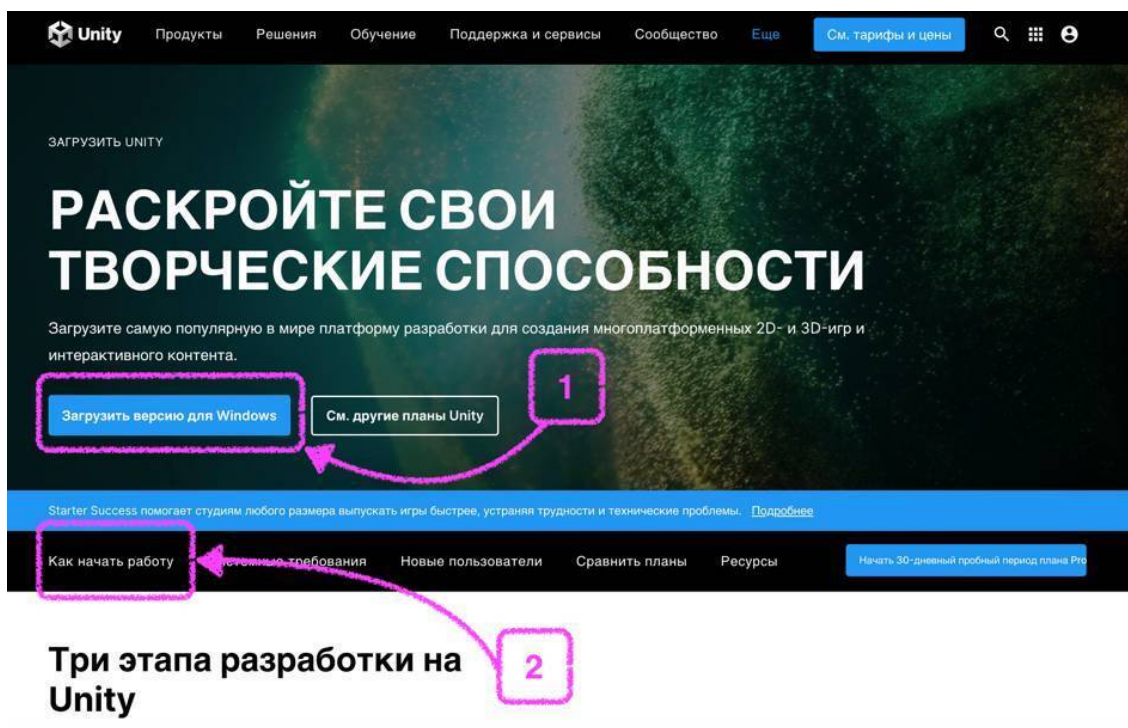 Unity Продукты Решения Обучение Поддержка и сервисы Сообщество Еще См. тарифы и цены
ЗАГРУЗИТЬ UNITY
РАСКРОЙТЕ СВОИ
ТВОРЧЕСКИЕ СПОСОБНОСТИ
Загрузите самую популярную в мире платформу разработки для создания многоплатформенных 2D- и 3D-игр и
интерактивного контента.
1
Загрузить версию для Windows См. другие планы Unity
Starter Success помогает студиям любого размера выпускать игры быстрее, устраняя трудности и технические проблемы. Подробнее
Как начать работу требования Новые пользователи Сравнить планы Ресурсы Начать 30-дневный пробный период плана Pro
Три этапа разработки на
Unity
2